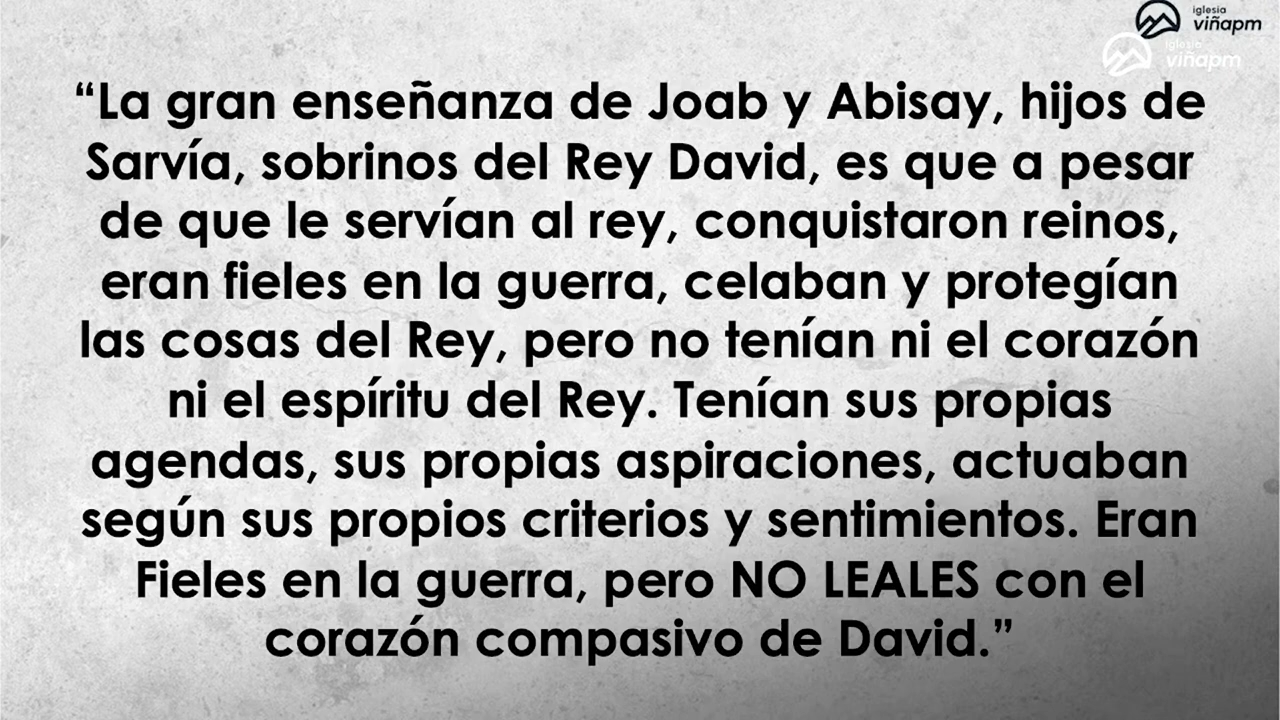 iglesia
viñapm
iglesia
viñapm
“La gran enseñanza de Joab y Abisay, hijos de
Sarvía, sobrinos del Rey David, es que a pesar
de que le servían al rey, conquistaron reinos,
eran fieles en la guerra, celaban y protegían
las cosas del Rey, pero no tenían ni el corazón
ni el espíritu del Rey. Tenían sus propias
agendas, sus propias aspiraciones, actuaban
según sus propios criterios y sentimientos. Eran
Fieles en la guerra, pero NO LEALES con el
corazón compasivo de David.”